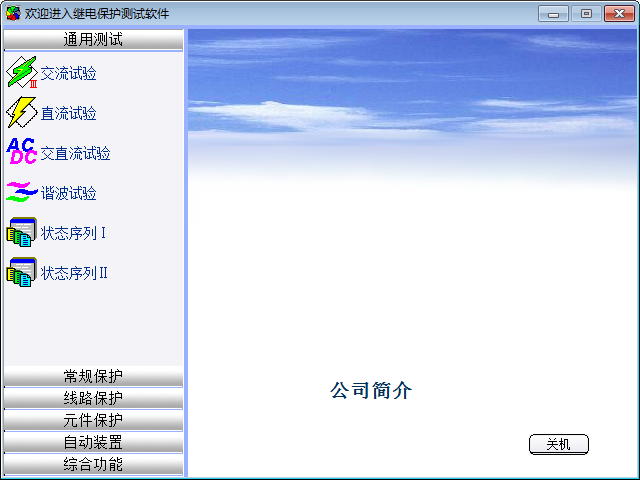 欢迎进入继电保护测试软件
通用测试
III
交流试验
直流试验
AC
DC
交直流试验
谐波试验
状态序列Ⅰ
状态序列Ⅱ
常规保护
线路保护
元件保护
自动装置
综合功能
公司简介
关机